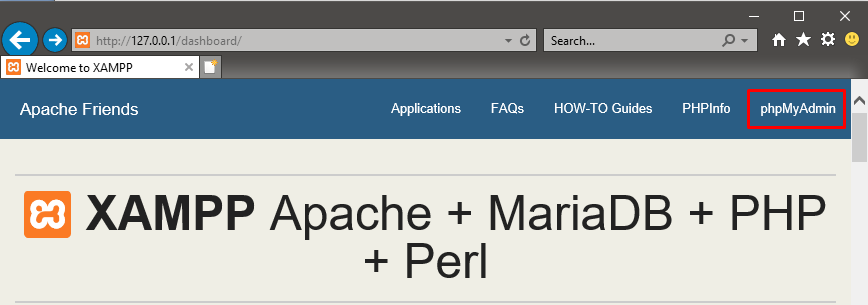 http://127.0.0.1/dashboard/
Search...
Welcome to XAMPP
Apache Friends
Applications
FAQs
HOW-TO Guides
PHPInfo
phpMyAdmin
XAMPP Apache + MariaDB + PHP
+ Perl